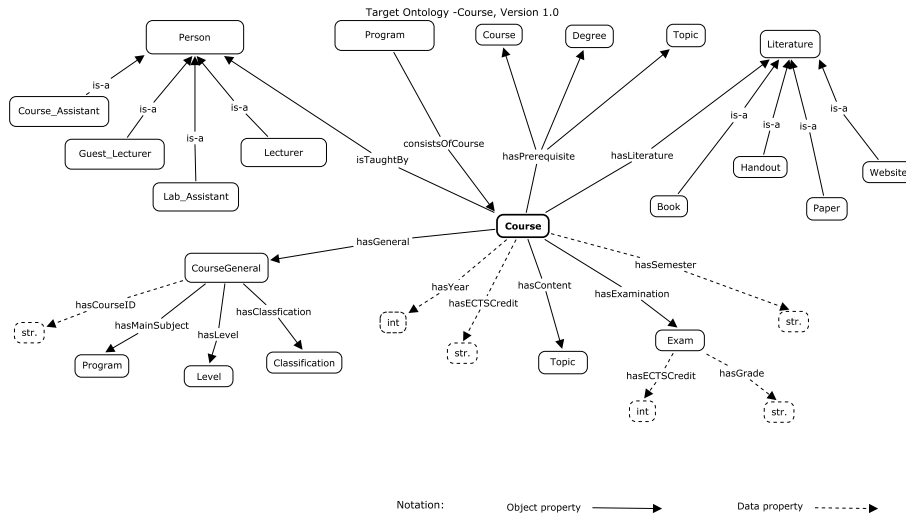 Target Ontology -Course, Version 1.0
Person
Program
Course
Degree
Topic
Literature
is-a
Course_Assistant
is-a
is-a
is-a
Guest_Lecturer
Lecturer
Lab_Assistant
isTaughtBy
consistsOfCourse
hasPrerequisite
hasLiterature
is-a
is-a
is-a
is-a
Book
Handout
Paper
Website
Course
hasGeneral
CourseGeneral
hasCourseID
hasMainSubject
hasLevel
hasClassfication
str.
Program
Level
Classification
hasYear
hasECTSCredit
hasContent
hasExamination
hasSemester
int
str.
Topic
Exam
str.
hasECTSCredit
hasGrade
int
str.
Notation:
Object property
Data property